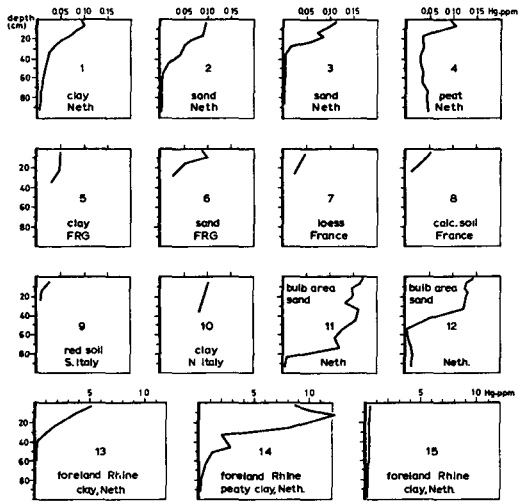 depth
(cm)
0.05 0.10 0.15
0.05 0.10 0.15
0.05 0.10 0.15
0.05 0.10 0.15 Hg.ppm
20
40
60
80
1
clay
Neth
2
sand
Neth
3
sand
Neth
4
peat
Neth
20
40
60
80
5
clay
FRG
6
sand
FRG
7
loess
France
8
calc. soil
France
20
40
60
80
9
red soil
S. Italy
10
clay
N Italy
bulb area
sand
11
Neth
bulb area
sand
12
Neth.
5 10
5 10
5 10 Hg.ppm
20
40
60
80
13
foreland Rhine
clay, Neth
14
foreland Rhine
peaty clay, Neth.
15
foreland Rhine
clay, Neth.